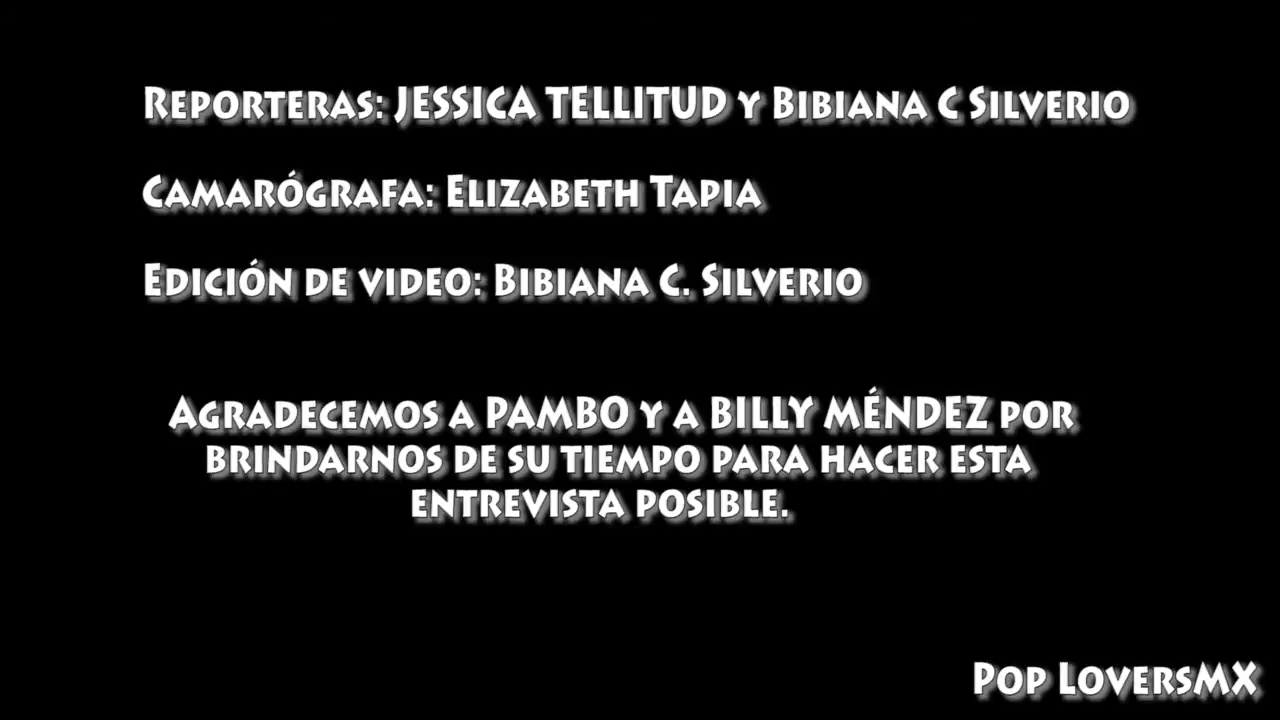 Reporteras: JESSICA TELLITUD y Bibiana C Silverio
Camarógrafa: Elizabeth Tapia
Edición de video: Bibiana C. Silverio
Agradecemos a PAMBO y a BILLY MÉNDEZ por
brindarnos de su tiempo para hacer esta
entrevista posible.
Pop LoversMX